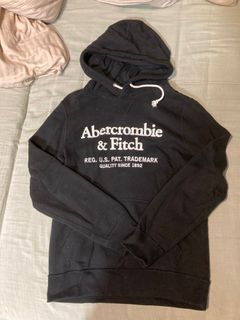 Abercrombie
& Fitch
REG. U.S. PAT. TRADEMARK
QUALITY SINCE 1892